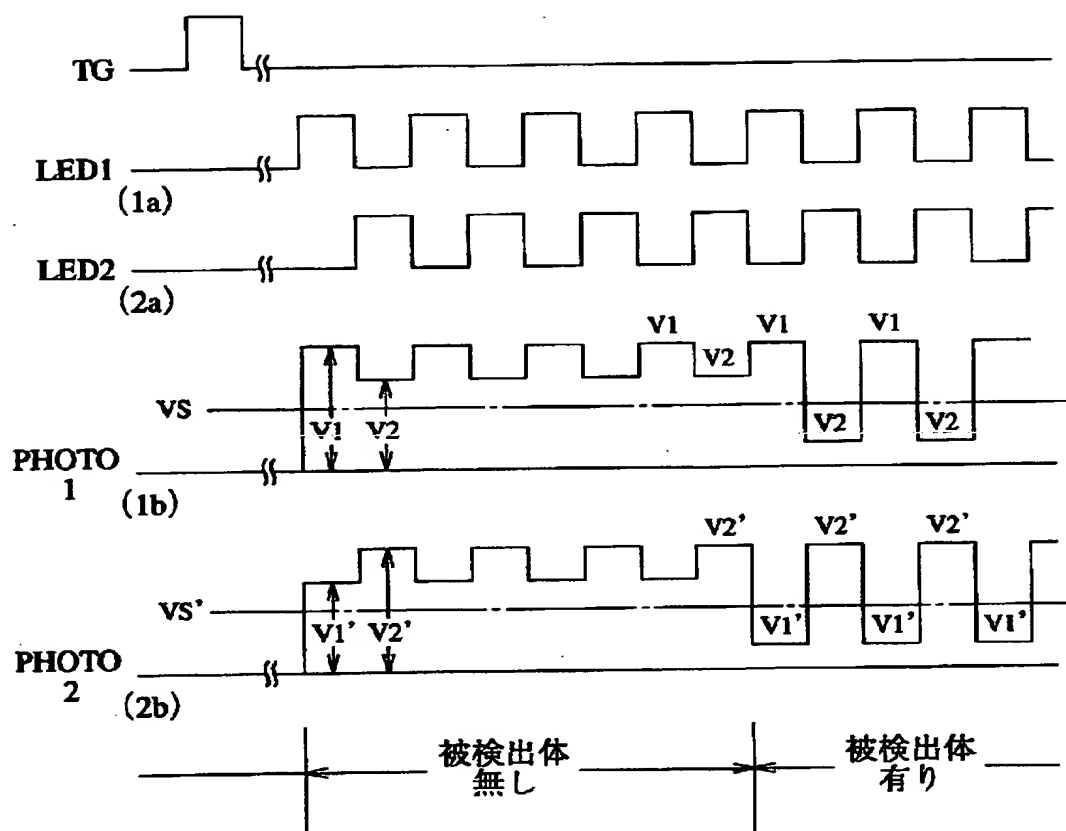 TG
LED1
(1a)
LED2
(2a)
V1 V1 V1
V2
VS
V1 V2 V2 V2
PHOTO
1
(1b)
V2' V2' V2'
VS'
V1' V2' V1' V1' V1'
PHOTO
2
(2b)
被検出体
無し
被検出体
有り